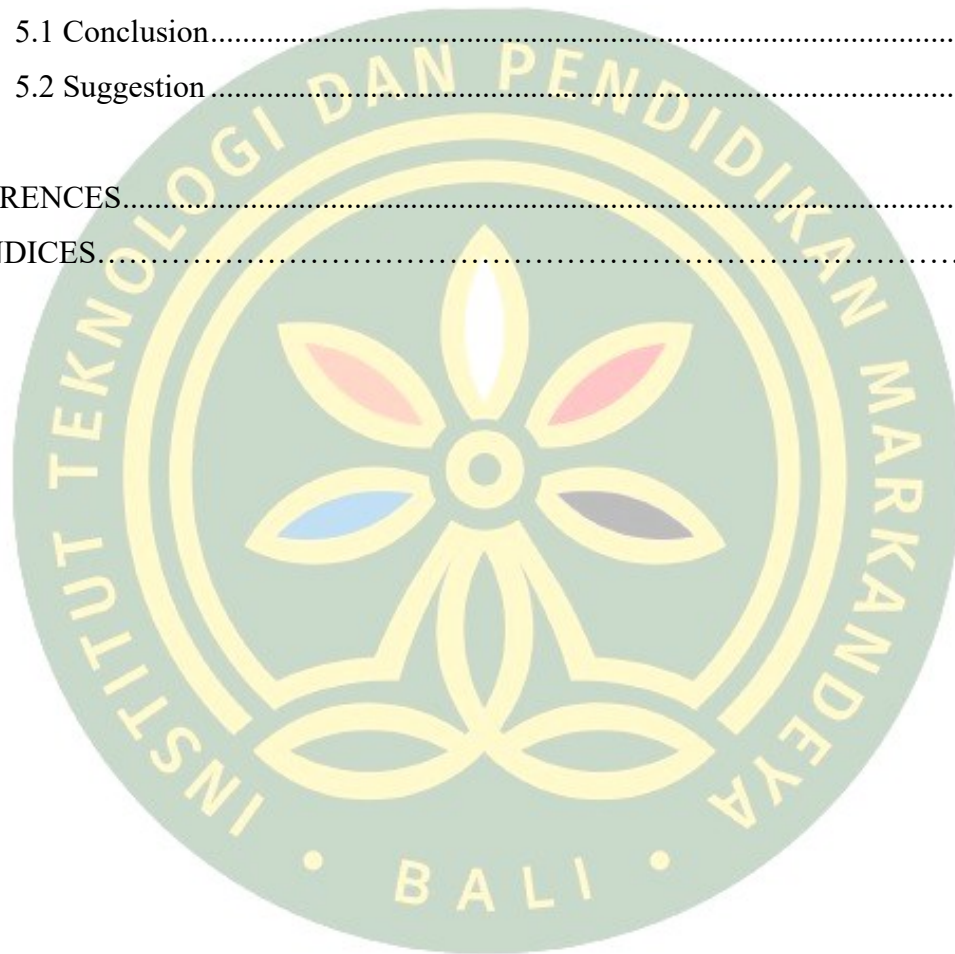 5.1 Conclusion........................................................................................................
5.2 Suggestion........................................................................................................
RENCES........................................................................................................
NDICES………………………………………………………………………
INSTITUT TEKNOLOGI DAN PENDIDIKAN MARKANDEYA
• BALI •